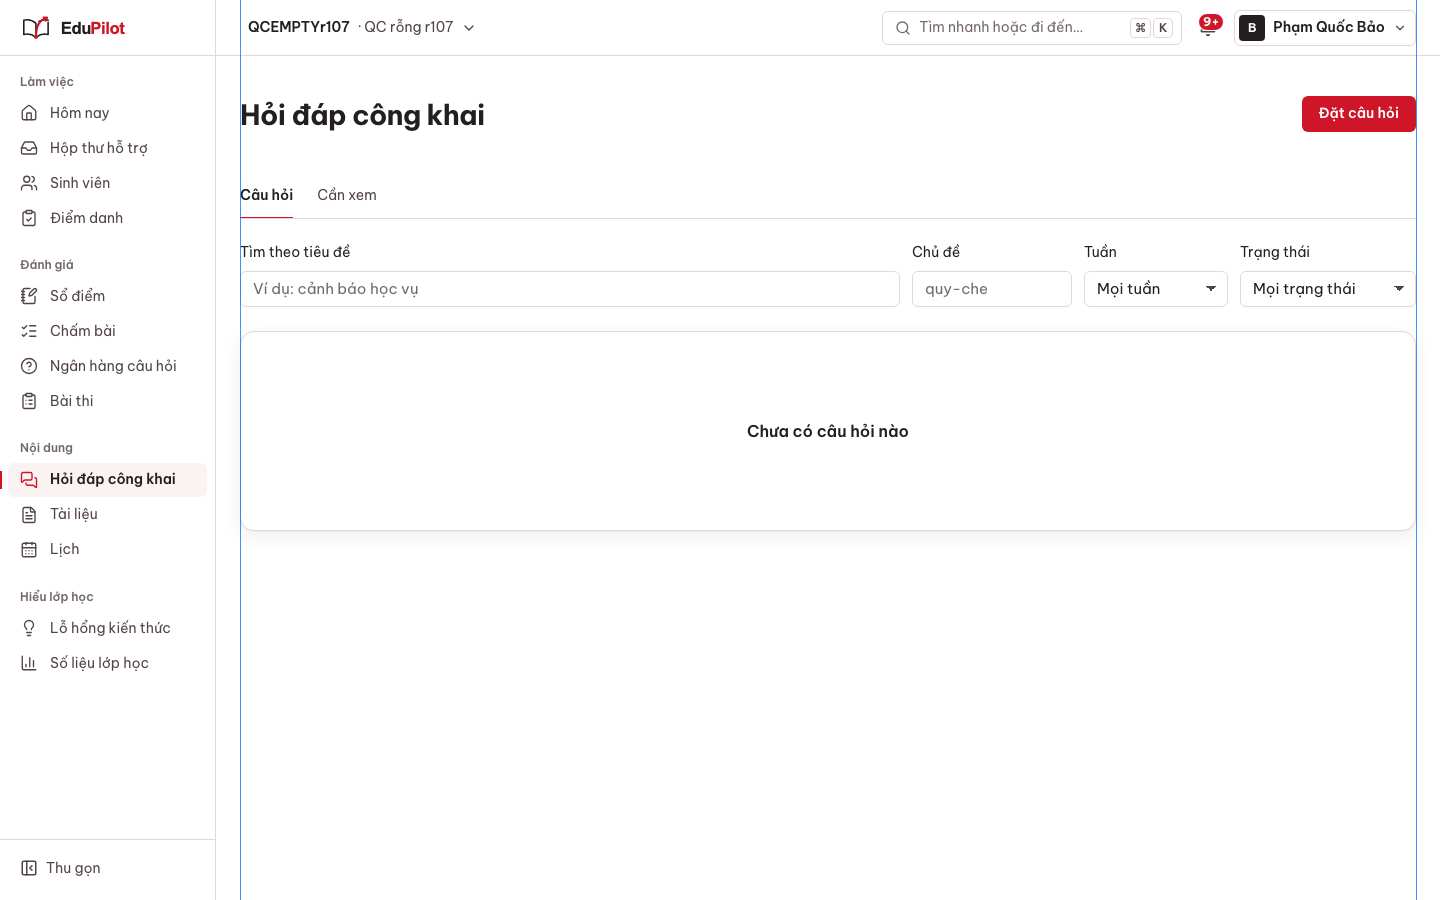 EduPilot
QCEMPTYr107 · QC rỗng r107
Tìm nhanh hoặc đi đến...
⌘ K
9+
B Phạm Quốc Bảo
Làm việc
Hôm nay
Hộp thư hỗ trợ
Sinh viên
Điểm danh
Đánh giá
Sổ điểm
Chấm bài
Ngân hàng câu hỏi
Bài thi
Nội dung
Hỏi đáp công khai
Tài liệu
Lịch
Hiểu lớp học
Lỗ hổng kiến thức
Số liệu lớp học
Thu gọn
Hỏi đáp công khai
Đặt câu hỏi
Câu hỏi Cần xem
Tìm theo tiêu đề
Ví dụ: cảnh báo học vụ
Chủ đề
quy-che
Tuần
Mọi tuần
Trạng thái
Mọi trạng thái
Chưa có câu hỏi nào